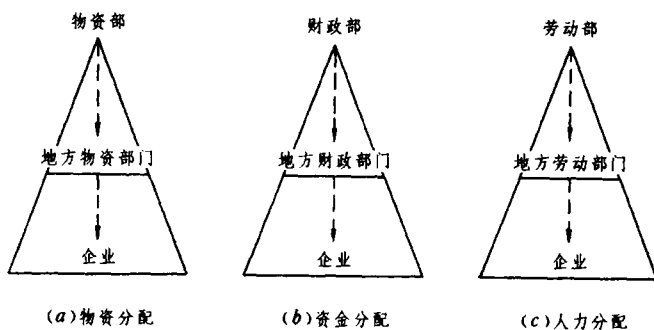 物资部
财政部
劳动部
地方物资部门
地方财政部门
地方劳动部门
企业
企业
企业
(a)物资分配
(b)资金分配
(c)人力分配